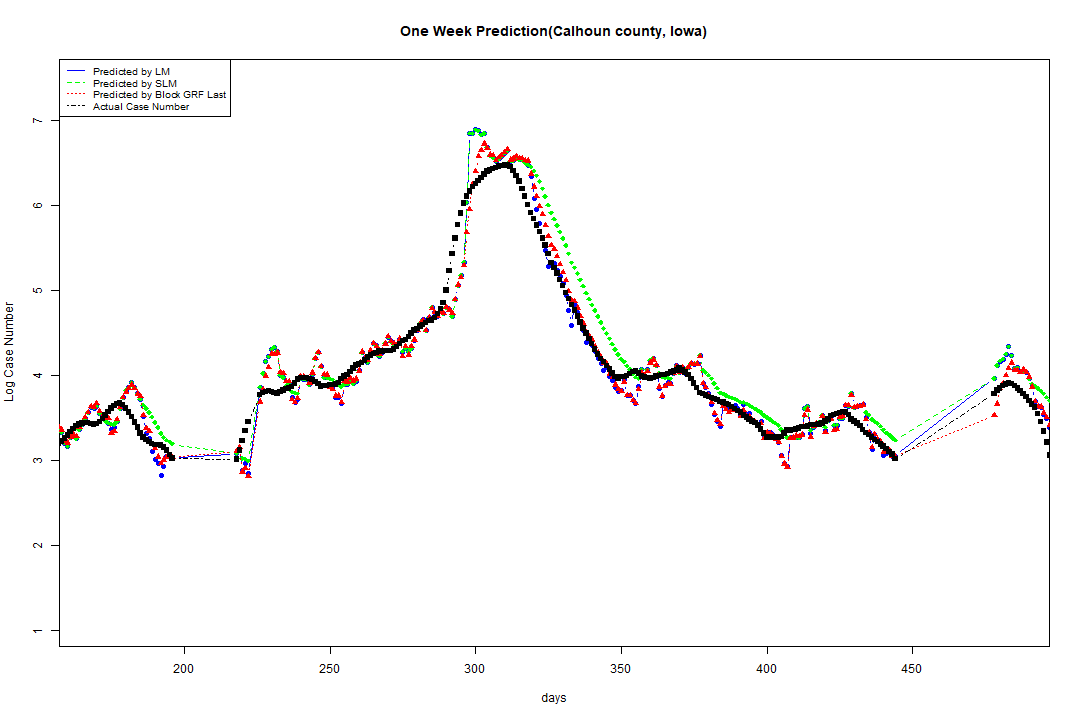 One Week Prediction(Calhoun county, Iowa)
Predicted by LM
Predicted by SLM
Predicted by Block GRF Last
Actual Case Number
Log Case Number
7
6
5
4
3
2
1
200 250 300 350 400 450
days